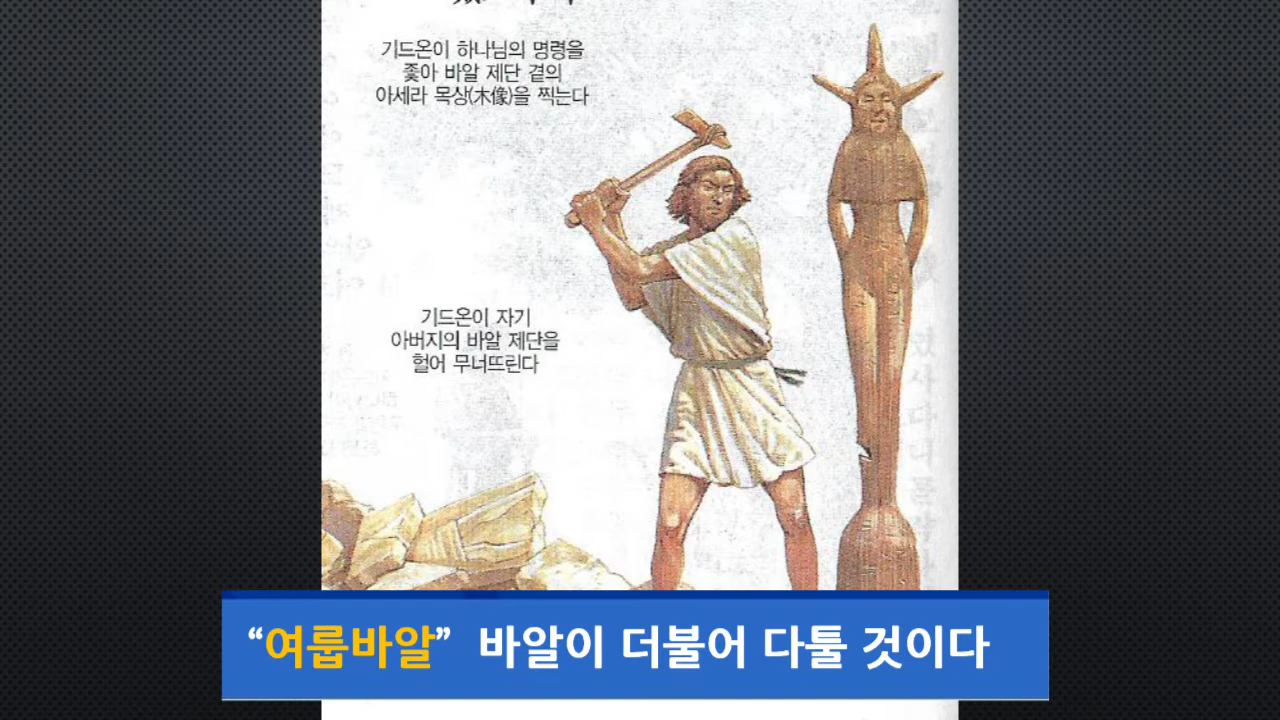 기드온이 하나님의 명령을
좇아 바알 제단 곁의
아세라 목상(木像)을 찍는다
기드온이 자기
아버지의 바알 제단을
헐어 무너뜨린다
“여룹바알” 바알이 더불어 다툴 것이다